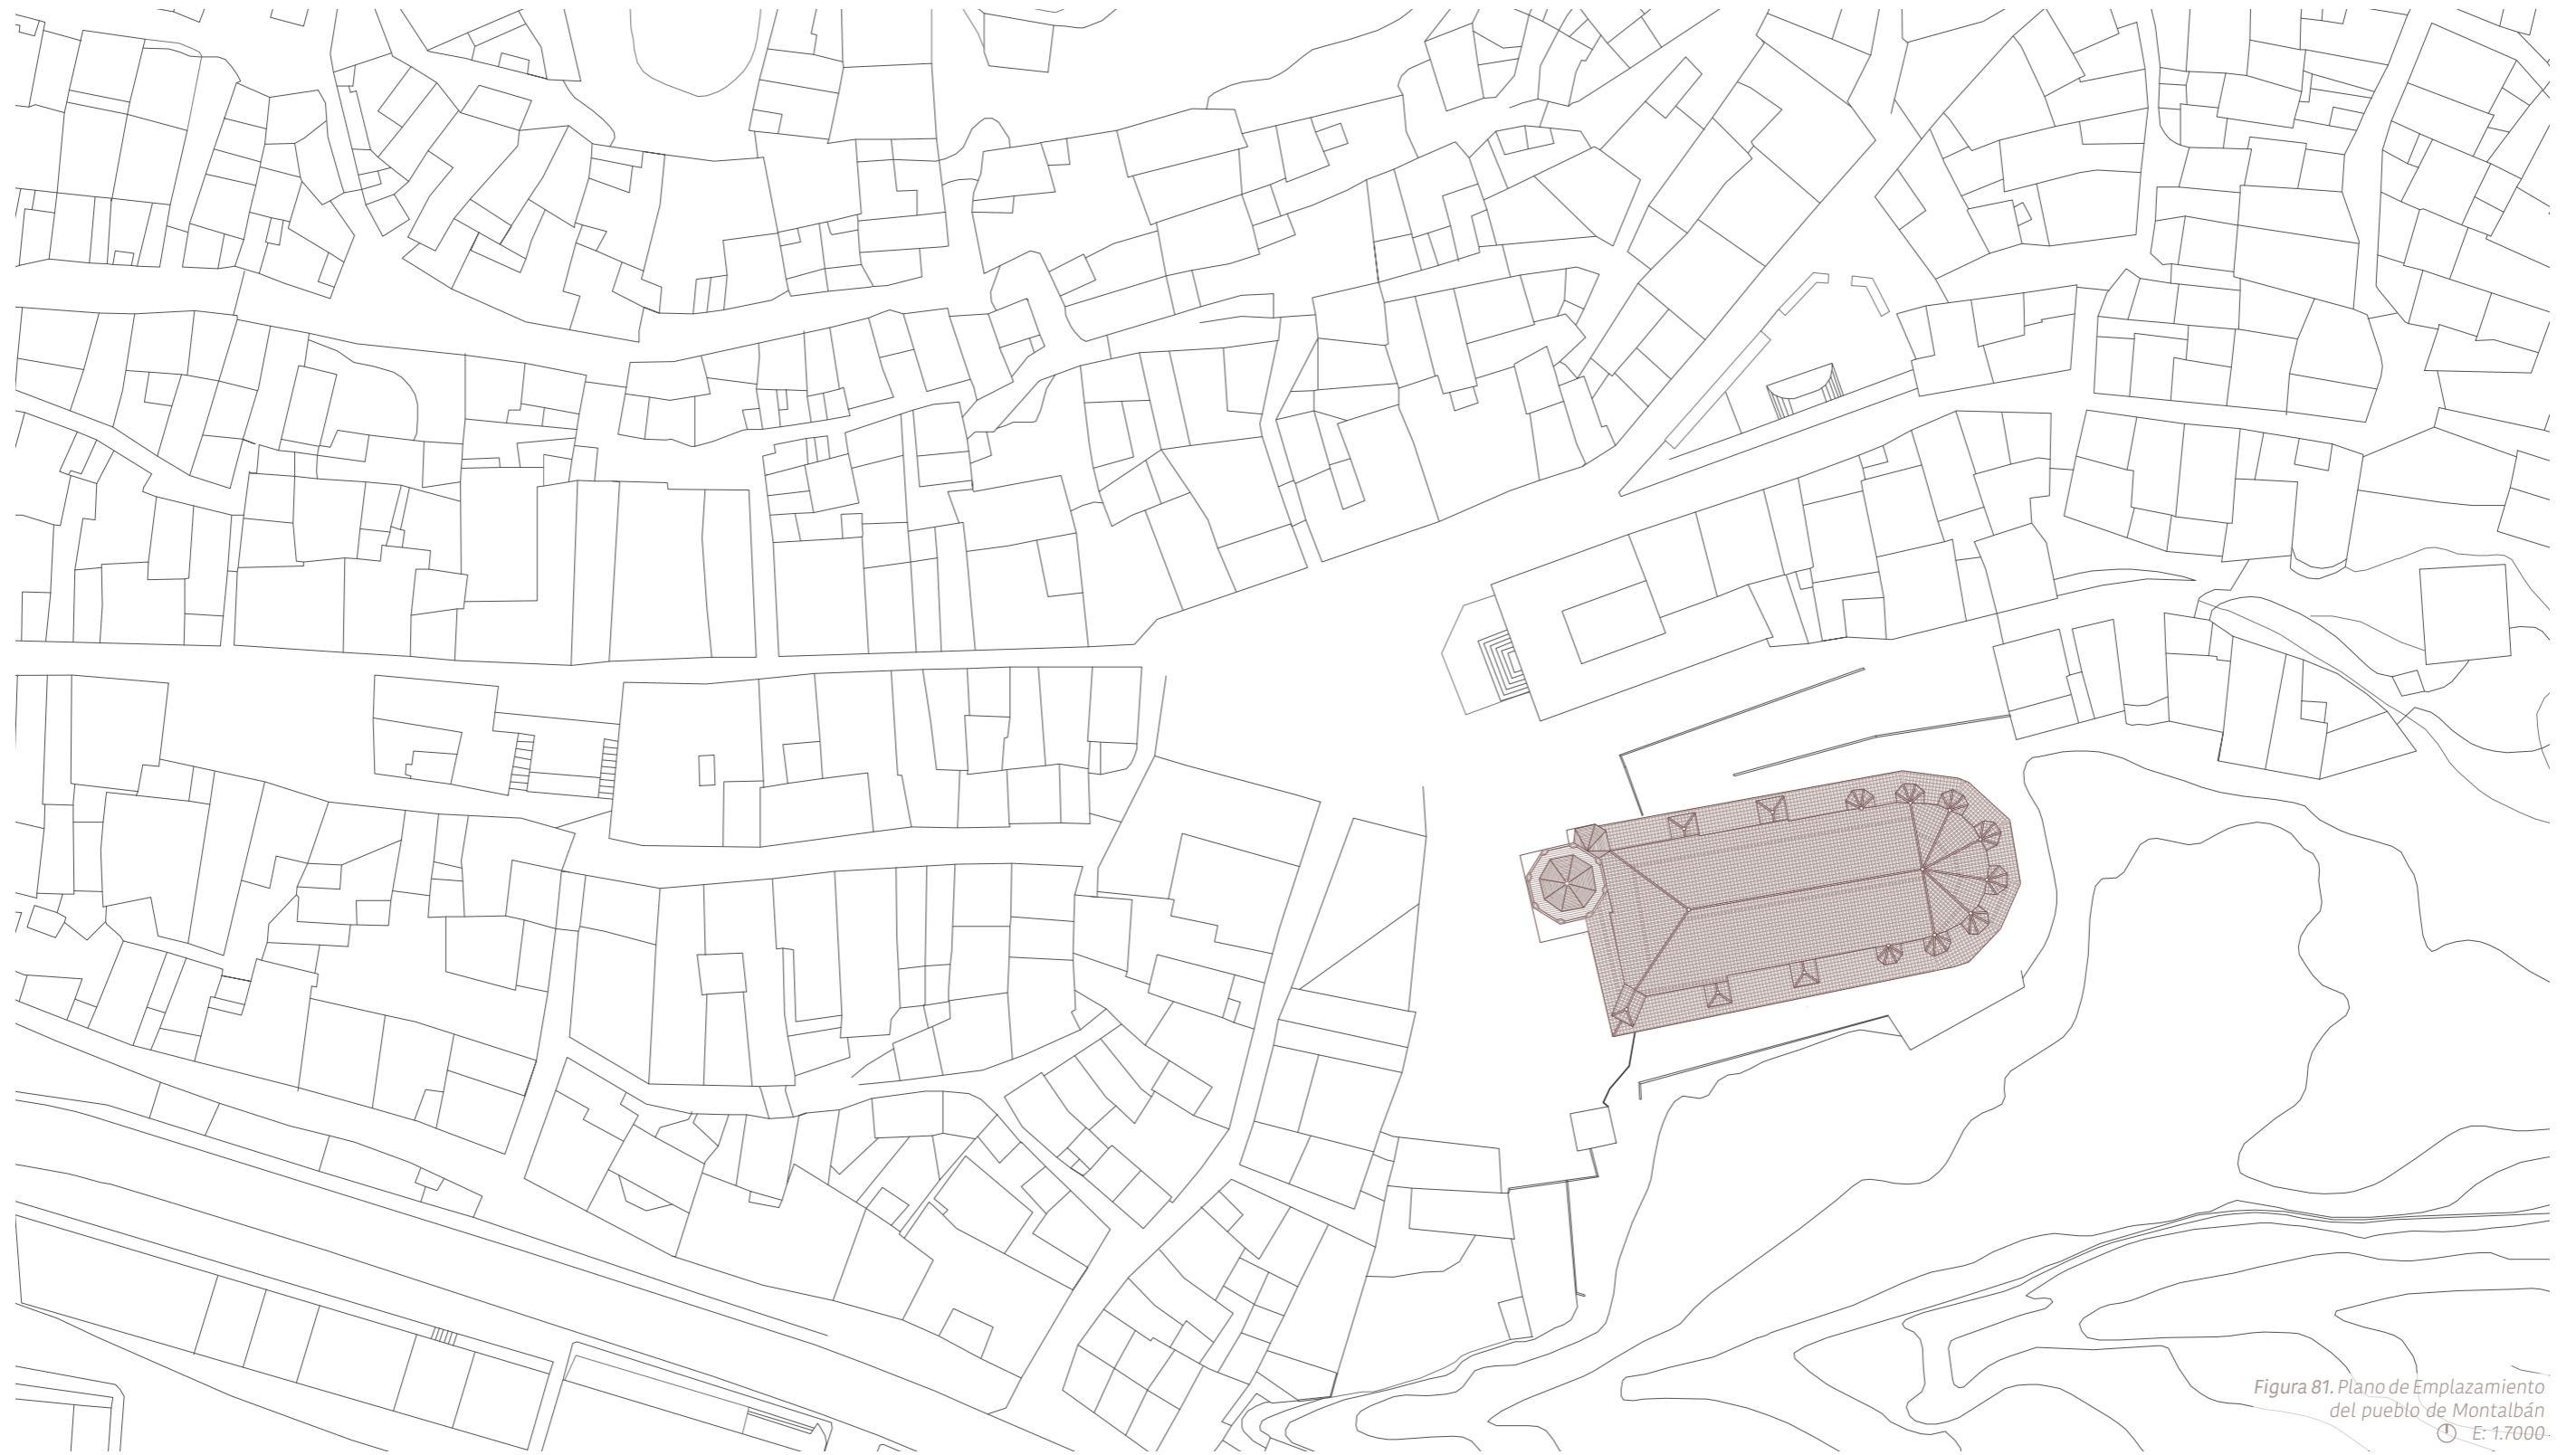 Figura 81. Plano de Emplazamiento
del pueblo de Montalbán
E: 1.7000